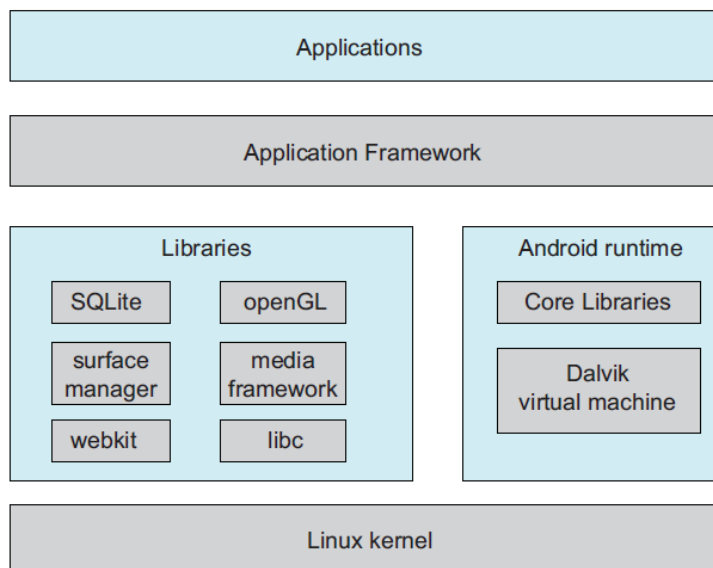 Applications
Application Framework
Libraries
SQLite
openGL
surface
manager
media
framework
webkit
libc
Android runtime
Core Libraries
Dalvik
virtual machine
Linux kernel